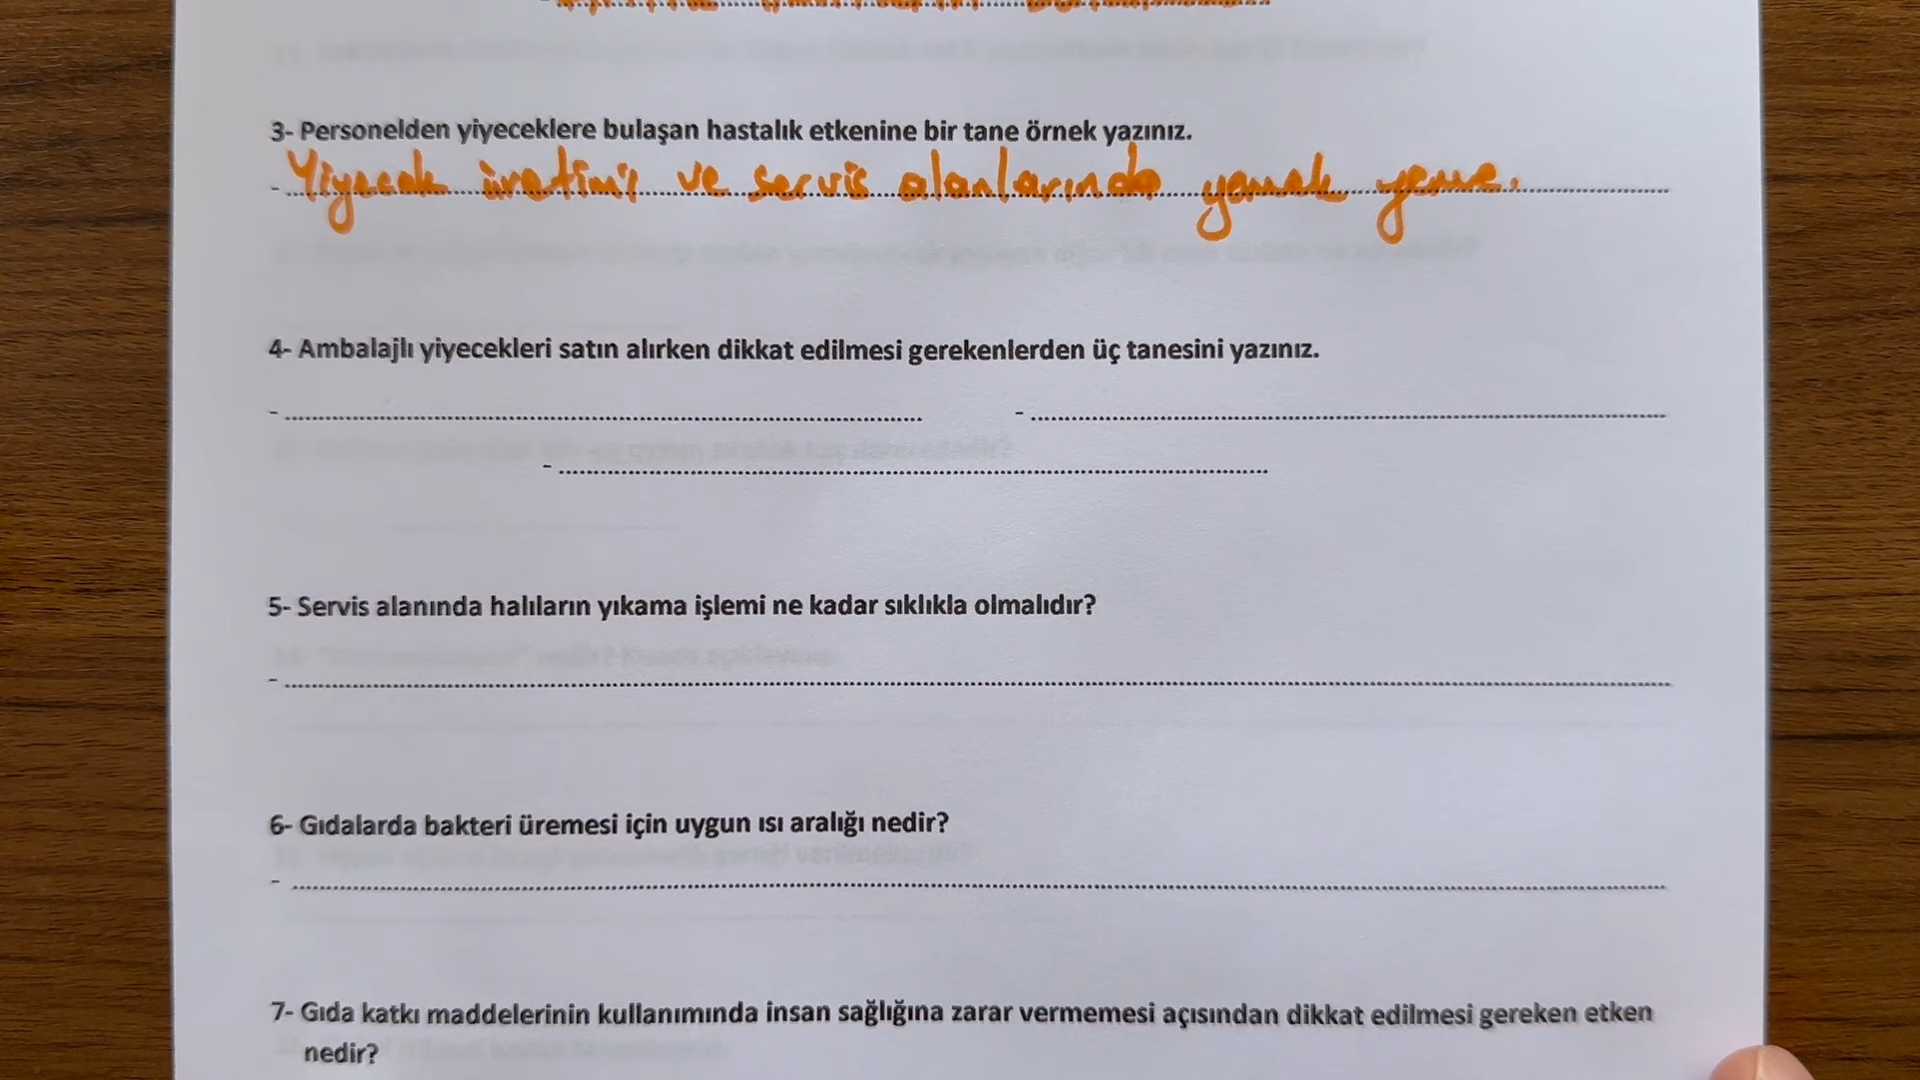 3- Personelden yiyeceklere bulaşan hastalık etkenine bir tane örnek yazınız.
- Yiyecek üretimi ve servis alanlarında yemek yeme.
4- Ambalajlı yiyecekleri satın alırken dikkat edilmesi gerekenlerden üç tanesini yazınız.
5- Servis alanında halıların yıkama işlemi ne kadar sıklıkla olmalıdır?
6- Gıdalarda bakteri üremesi için uygun ısı aralığı nedir?
7- Gıda katkı maddelerinin kullanımında insan sağlığına zarar vermemesi açısından dikkat edilmesi gereken etken
nedir?